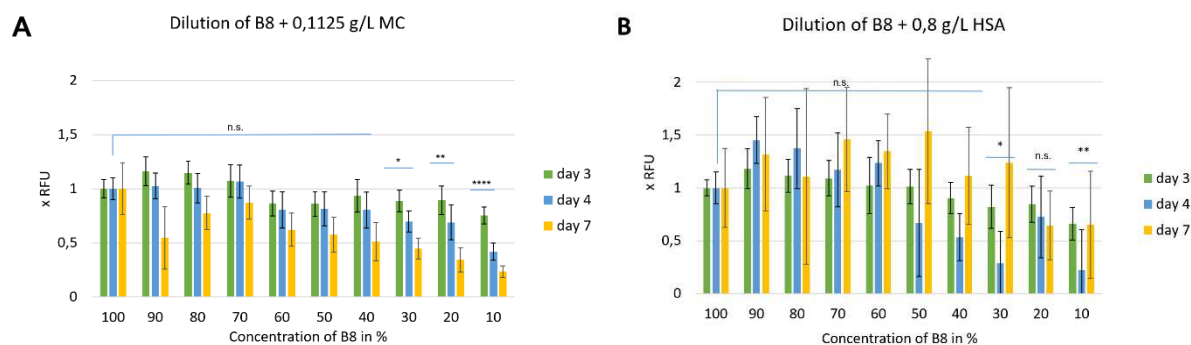 A
Dilution of B8 + 0,1125 g/L MC
x RFU
2
1,5
1
0,5
0
n.s.
*
**
****
100 90 80 70 60 50 40 30 20 10
Concentration of B8 in %
day 3
day 4
day 7
B
Dilution of B8 + 0,8 g/L HSA
x RFU
2
1,5
1
0,5
0
n.s.
*
n.s.
**
100 90 80 70 60 50 40 30 20 10
Concentration of B8 in %
day 3
day 4
day 7